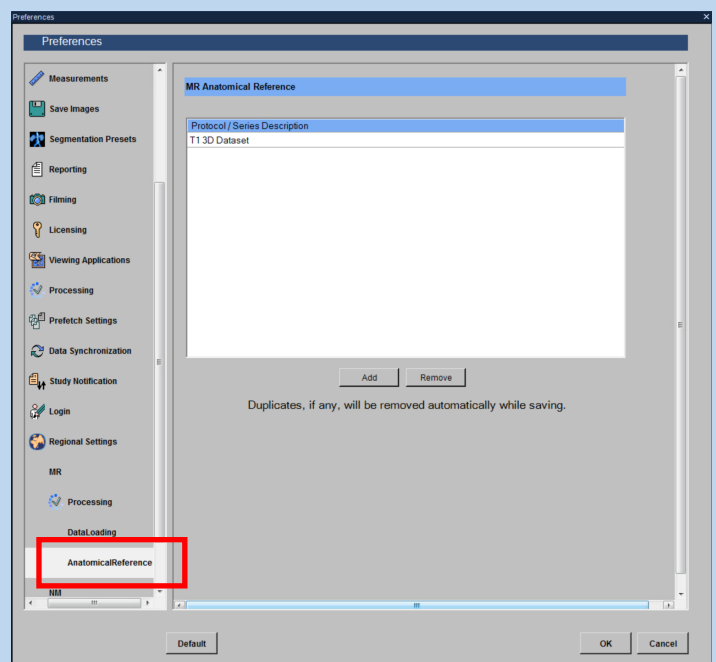 Preferences
Preferences
Measurements
Save Images
Segmentation Presets
Reporting
Filming
Licensing
Viewing Applications
Processing
Prefetch Settings
Data Synchronization
Study Notification
Login
Regional Settings
MR
Processing
DataLoading
AnatomicalReference
NM
MR Anatomical Reference
Protocol / Series Description
T1 3D Dataset
Add Remove
Duplicates, if any, will be removed automatically while saving.
Default OK Cancel